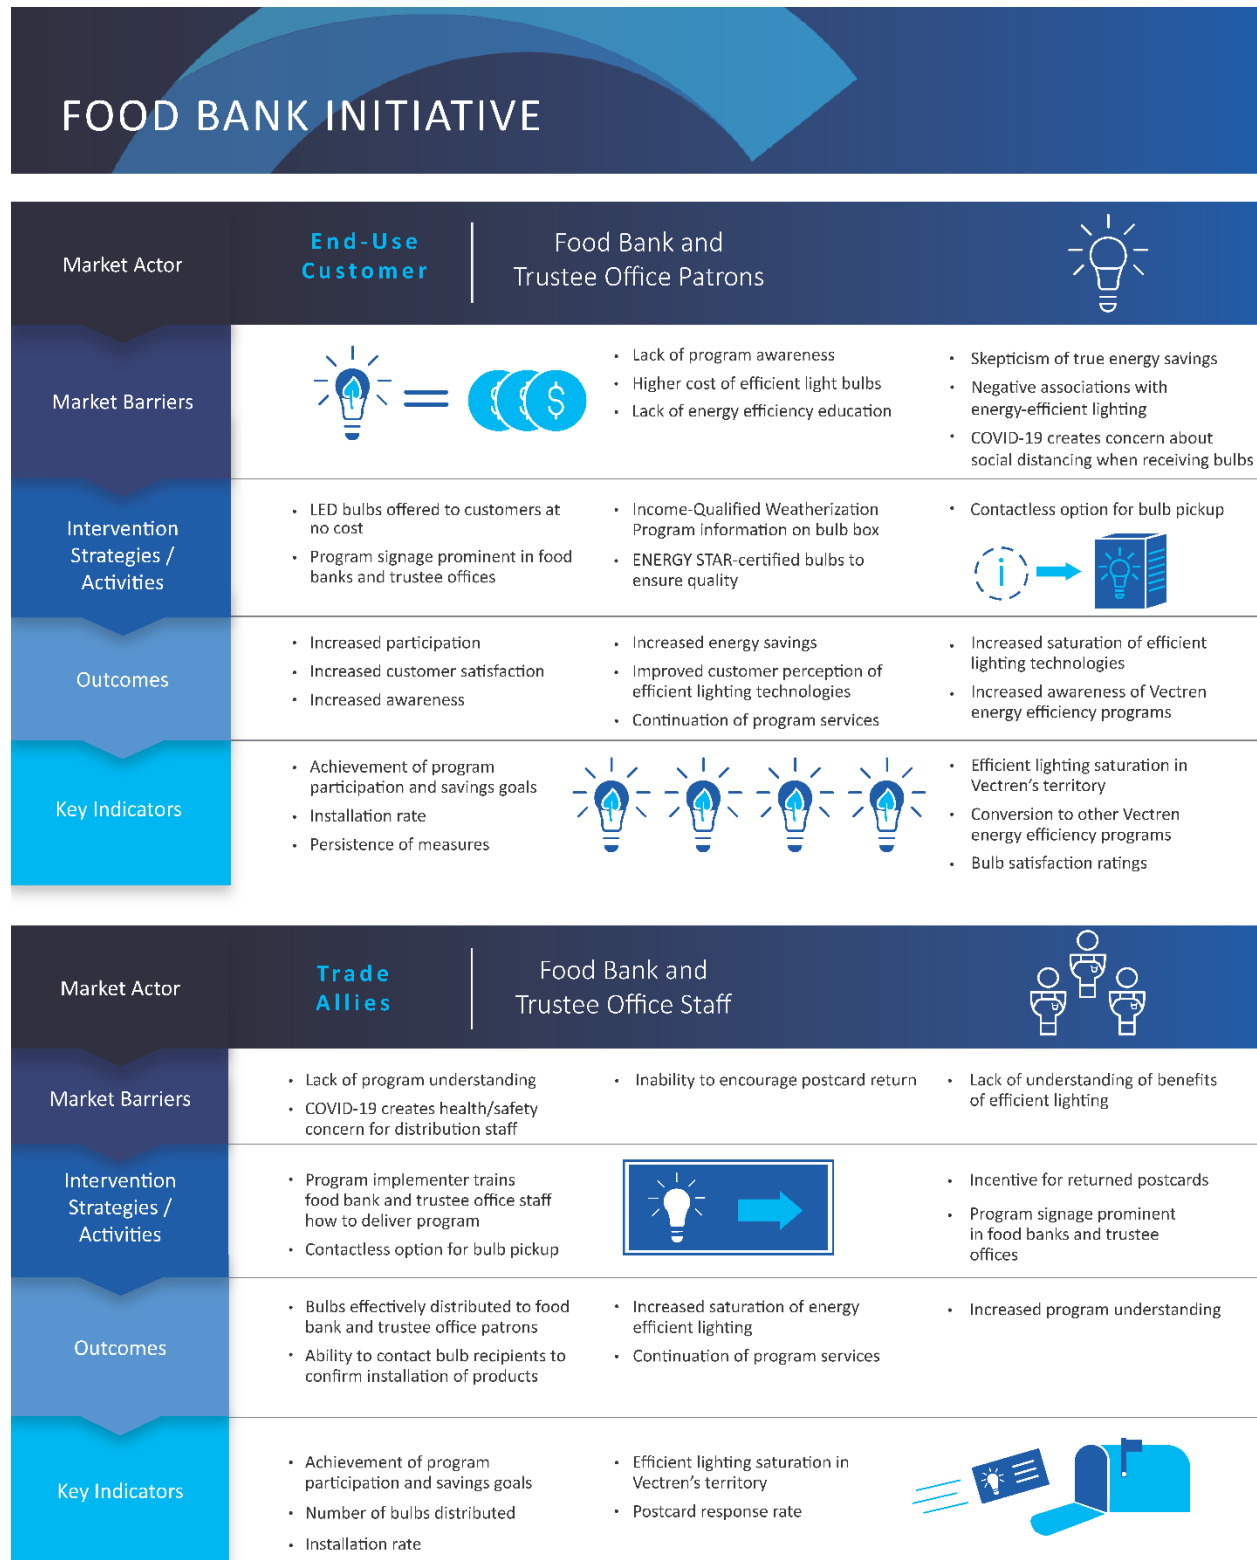 FOOD BANK INITIATIVE
Market Actor
End-Use
Customer
Food Bank and
Trustee Office Patrons
Market Barriers
$ $ $
• Lack of program awareness
• Higher cost of efficient light bulbs
• Lack of energy efficiency education
• Skepticism of true energy savings
• Negative associations with
energy-efficient lighting
• COVID-19 creates concern about
social distancing when receiving bulbs
Intervention
Strategies /
Activities
• LED bulbs offered to customers at
no cost
• Program signage prominent in food
banks and trustee offices
• Income-Qualified Weatherization
Program information on bulb box
• ENERGY STAR-certified bulbs to
ensure quality
• Contactless option for bulb pickup
i
Outcomes
• Increased participation
• Increased customer satisfaction
• Increased awareness
• Increased energy savings
• Improved customer perception of
efficient lighting technologies
• Continuation of program services
• Increased saturation of efficient
lighting technologies
• Increased awareness of Vectren
energy efficiency programs
Key Indicators
• Achievement of program
participation and savings goals
• Installation rate
• Persistence of measures
• Efficient lighting saturation in
Vectren's territory
• Conversion to other Vectren
energy efficiency programs
• Bulb satisfaction ratings
Market Actor
Trade
Allies
Food Bank and
Trustee Office Staff
Market Barriers
• Lack of program understanding
• COVID-19 creates health/safety
concern for distribution staff
• Inability to encourage postcard return
• Lack of understanding of benefits
of efficient lighting
Intervention
Strategies /
Activities
• Program implementer trains
food bank and trustee office staff
how to deliver program
• Contactless option for bulb pickup
• Incentive for returned postcards
• Program signage prominent
in food banks and trustee
offices
Outcomes
• Bulbs effectively distributed to food
bank and trustee office patrons
• Ability to contact bulb recipients to
confirm installation of products
• Increased saturation of energy
efficient lighting
• Continuation of program services
• Increased program understanding
Key Indicators
• Achievement of program
participation and savings goals
• Number of bulbs distributed
• Installation rate
• Efficient lighting saturation in
Vectren's territory
• Postcard response rate